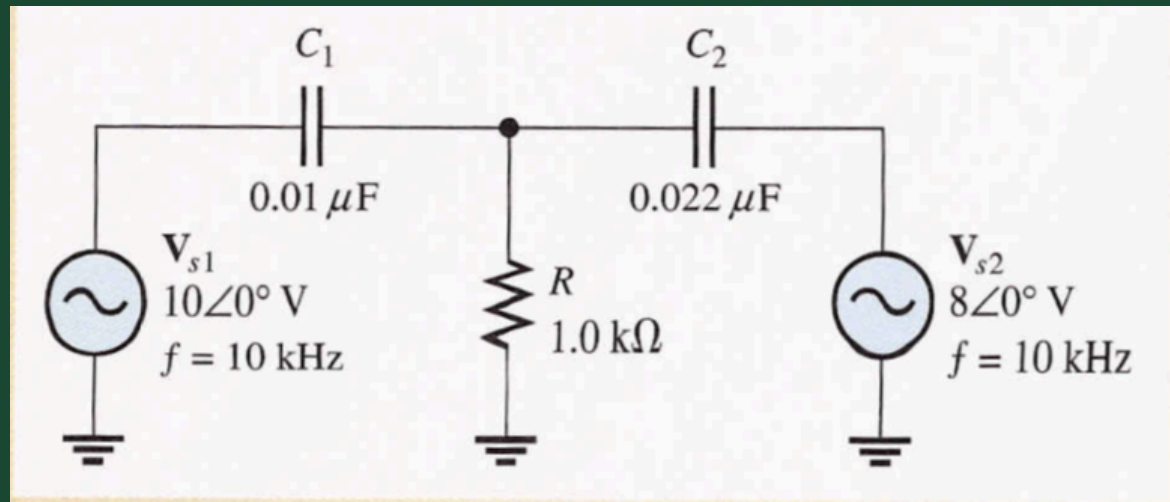 C₁
C₂
0.01 μF
0.022 μF
Vₛ₁
10∠0° V
f = 10 kHz
R
1.0 kΩ
Vₛ₂
8∠0° V
f = 10 kHz